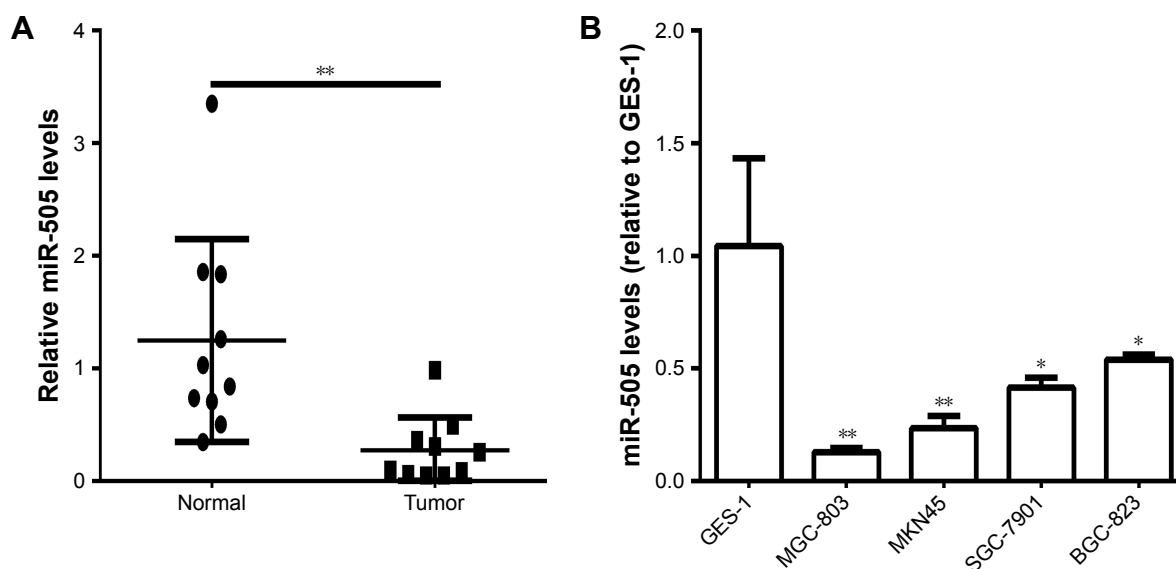 A
Relative miR-505 levels
4
3
2
1
0
**
Normal
Tumor
B
miR-505 levels (relative to GES-1)
2.0
1.5
1.0
0.5
0.0
**
**
*
*
GES-1
MGC-803
MKN45
SGC-7901
BGC-823